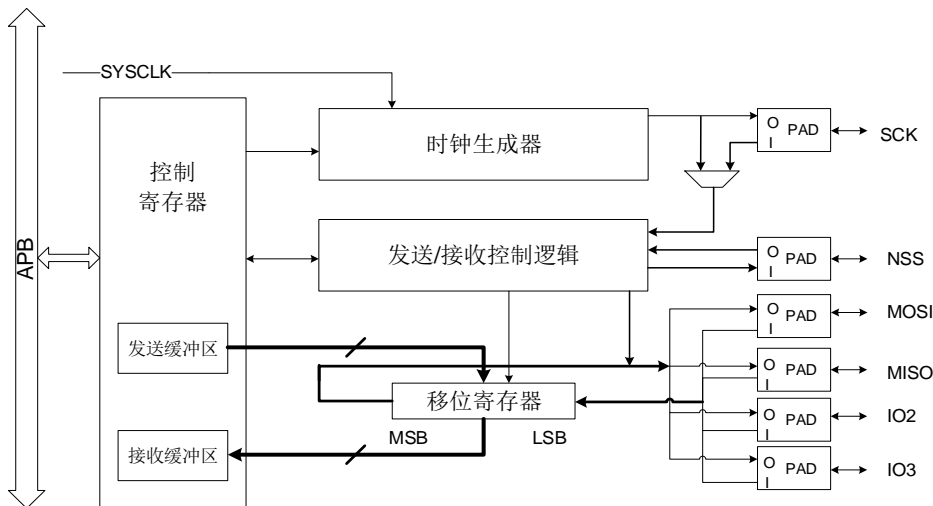 SYSCLK
APB
控制
寄存器
时钟生成器
发送/接收控制逻辑
发送缓冲区
接收缓冲区
移位寄存器
MSB
LSB
O
I
PAD
SCK
O
I
PAD
NSS
O
I
PAD
MOSI
O
I
PAD
MISO
O
I
PAD
IO2
O
I
PAD
IO3